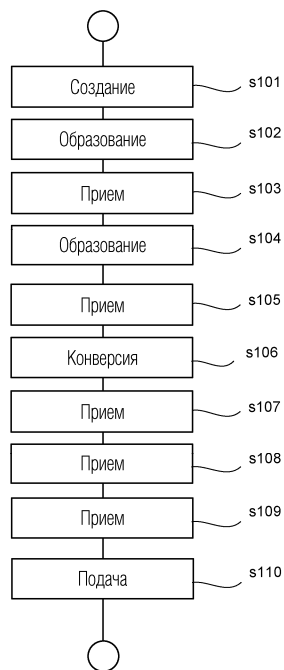 Создание s101
Образование s102
Прием s103
Образование s104
Прием s105
Конверсия s106
Прием s107
Прием s108
Прием s109
Подача s110